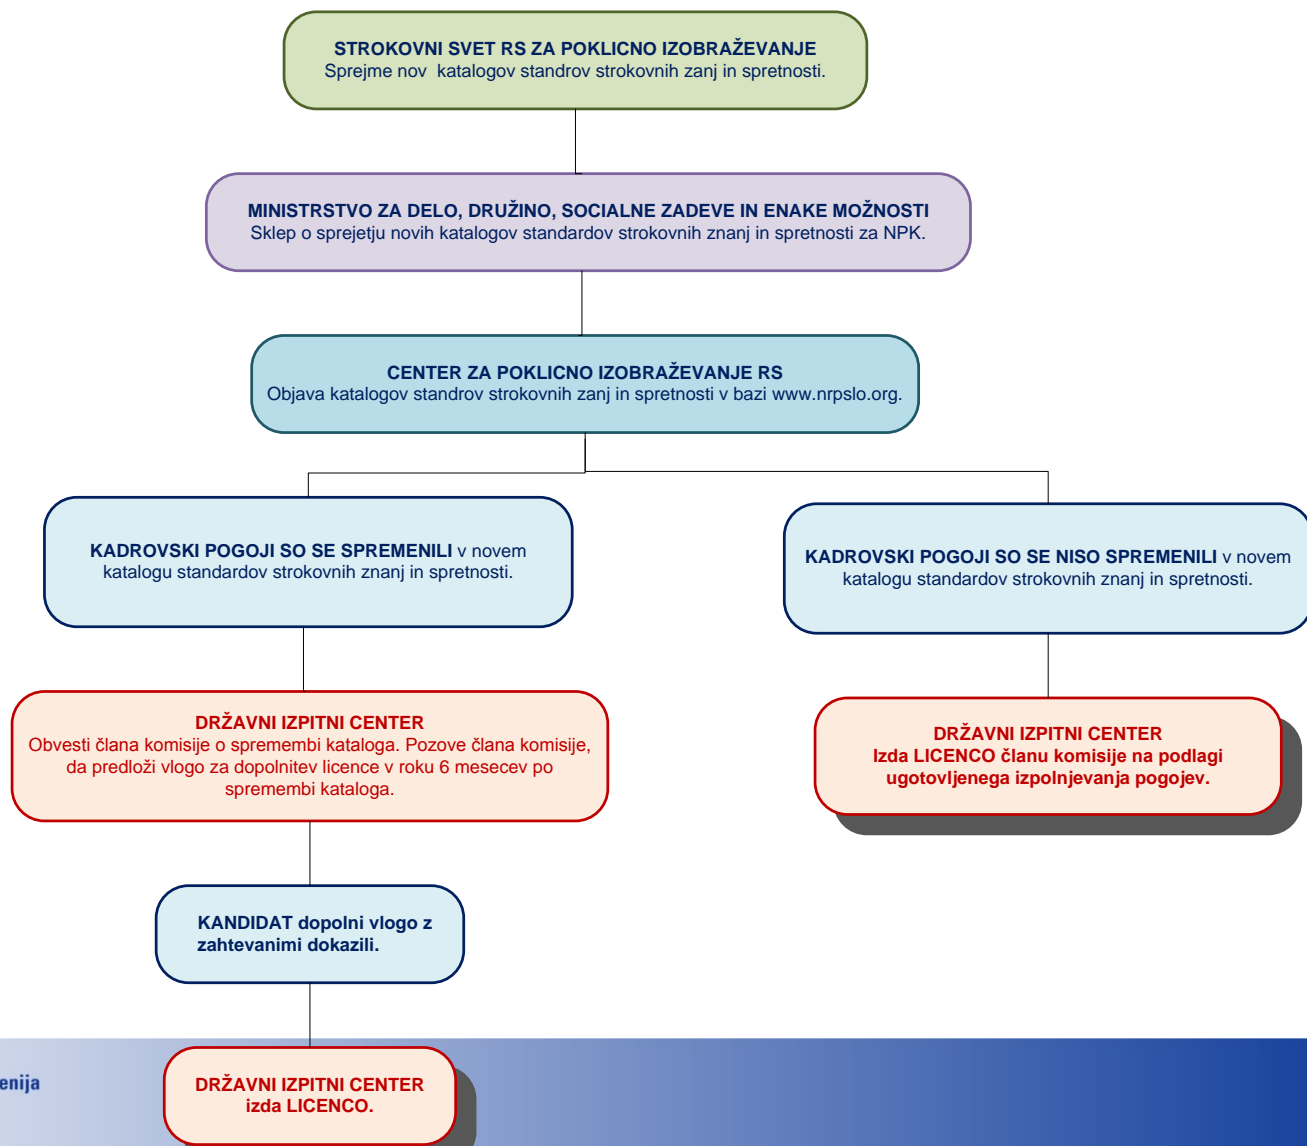 STROKOVNI SVET RS ZA POKLICNO IZOBRAŽEVANJE
Sprejme nov katalogov standrov strokovnih zanj in spretnosti.
MINISTRSTVO ZA DELO, DRUŽINO, SOCIALNE ZADEVE IN ENAKE MOŽNOSTI
Sklep o sprejetju novih katalogov standardov strokovnih znanj in spretnosti za NPK.
CENTER ZA POKLICNO IZOBRAŽEVANJE RS
Objava katalogov standrov strokovnih zanj in spretnosti v bazi www.nrpslo.org.
KADROVSKI POGOJI SO SE SPREMENILI v novem
katalogu standardov strokovnih znanj in spretnosti.
KADROVSKI POGOJI SO SE NISO SPREMENILI v novem
katalogu standardov strokovnih znanj in spretnosti.
DRŽAVNI IZPITNI CENTER
Obvesti člana komisije o spremembi kataloga. Pozove člana komisije,
da predloži vlogo za dopolnitev licence v roku 6 mesecev po
spremembi kataloga.
DRŽAVNI IZPITNI CENTER
Izda LICENCO članu komisije na podlagi
ugotovljenega izpolnjevanja pogojev.
KANDIDAT dopolni vlogo z
zahtevanimi dokazili.
DRŽAVNI IZPITNI CENTER
izda LICENCO.
enija